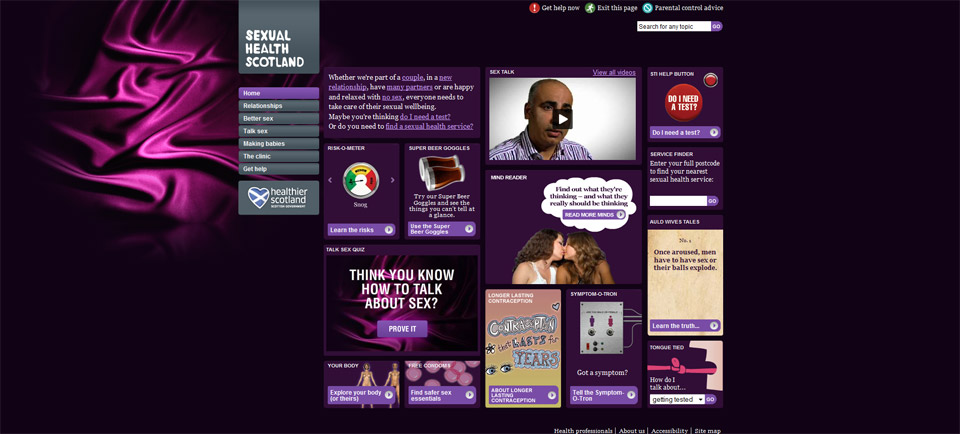 Get help now
Exit this page
Parental control advice
Search for any topic
GO
SEXUAL
HEALTH
SCOTLAND
Home
Relationships
Better sex
Talk sex
Making babies
The clinic
Get help
healthier
scotland
SCOTTISH GOVERNMENT
Whether we're part of a couple, in a new
relationship, have many partners or are happy
and relaxed with no sex, everyone needs to
take care of their sexual wellbeing.
Maybe you're thinking do I need a test?
Or do you need to find a sexual health service?
RISK-O-METER
Snog
Learn the risks
SUPER BEER GOGGLES
Try our Super Beer
Goggles and see the
things you can't tell at
a glance.
Use the Super
Beer Goggles
TALK SEX QUIZ
THINK YOU KNOW
HOW TO TALK
ABOUT SEX?
PROVE IT
YOUR BODY
Explore your body
(or theirs)
FREE CONDOMS
Find safer sex
essentials
SEX TALK
View all videos
MIND READER
Find out what they're
thinking – and what they
really should be thinking
READ MORE MINDS
LONGER LASTING
CONTRACEPTION
CONTRACEPTION
that LASTS for
YEARS
ABOUT LONGER
LASTING
CONTRACEPTION
SYMPTOM-O-TRON
Got a symptom?
Tell the Symptom-
O-Tron
STI HELP BUTTON
DO I NEED
A TEST?
Do I need a test?
SERVICE FINDER
Enter your full postcode
to find your nearest
sexual health service:
GO
AULD WIVES TALES
No. 1
Once aroused, men
have to have sex or
their balls explode.
Learn the truth...
TONGUE TIED
How do I
talk about...
getting tested
GO
Health professionals | About us | Accessibility | Site map